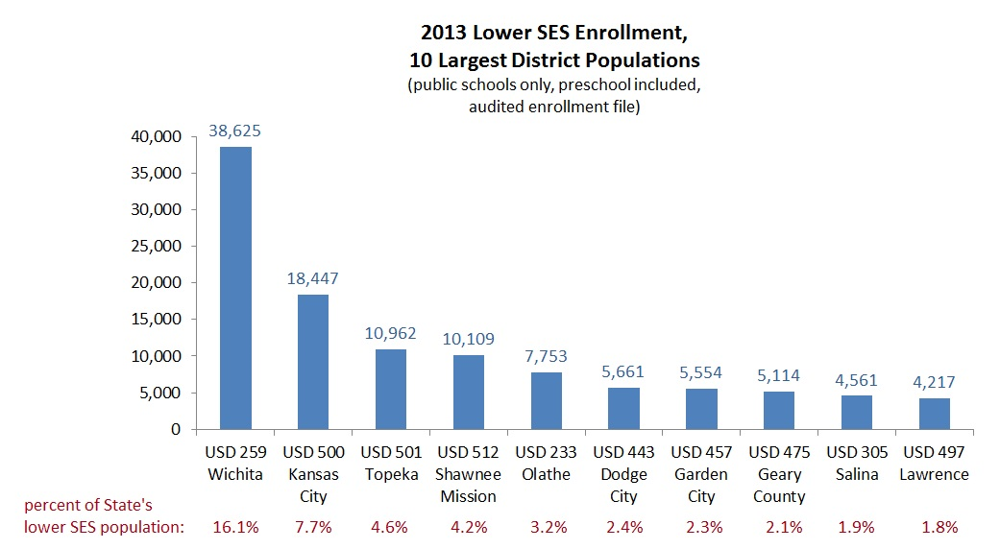 2013 Lower SES Enrollment,
10 Largest District Populations
(public schools only, preschool included,
audited enrollment file)
40,000
35,000
30,000
25,000
20,000
15,000
10,000
5,000
0
38,625
18,447
10,962
10,109
7,753
5,661
5,554
5,114
4,561
4,217
USD 259
Wichita
USD 500
Kansas
City
USD 501
Topeka
USD 512
Shawnee
Mission
USD 233
Olathe
USD 443
Dodge
City
USD 457
Garden
City
USD 475
Geary
County
USD 305
Salina
USD 497
Lawrence
percent of State's
lower SES population: 16.1% 7.7% 4.6% 4.2% 3.2% 2.4% 2.3% 2.1% 1.9% 1.8%